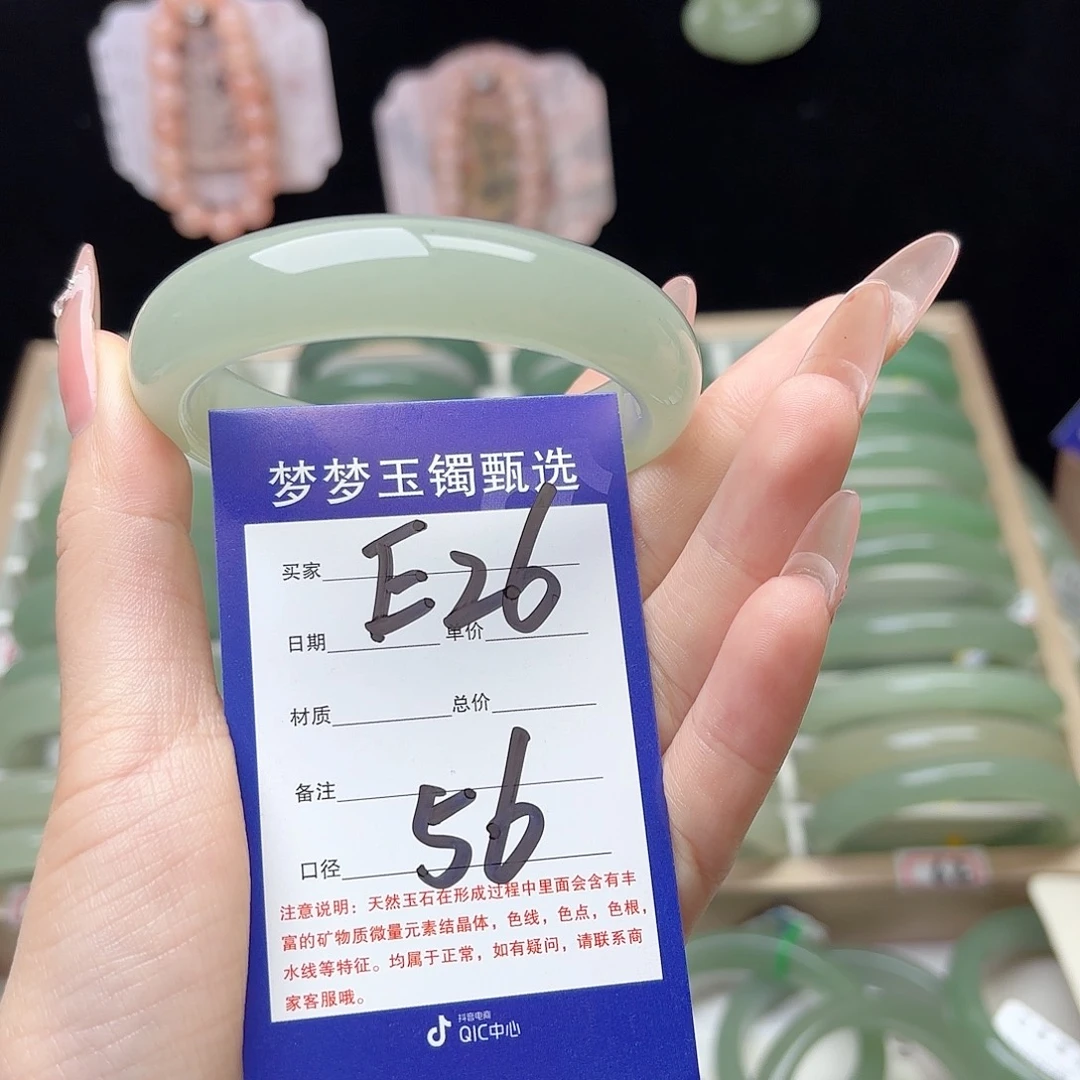 梦梦玉镯甄选
买家 E26
日期 单价
材质 总价
备注
口径 56
注意说明：天然玉石在形成过程中里面会含有丰
富的矿物质微量元素结晶体，色线，色点，色根，
水线等特征。均属于正常，如有疑问，请联系商
家客服哦。
抖音电商
QIC中心